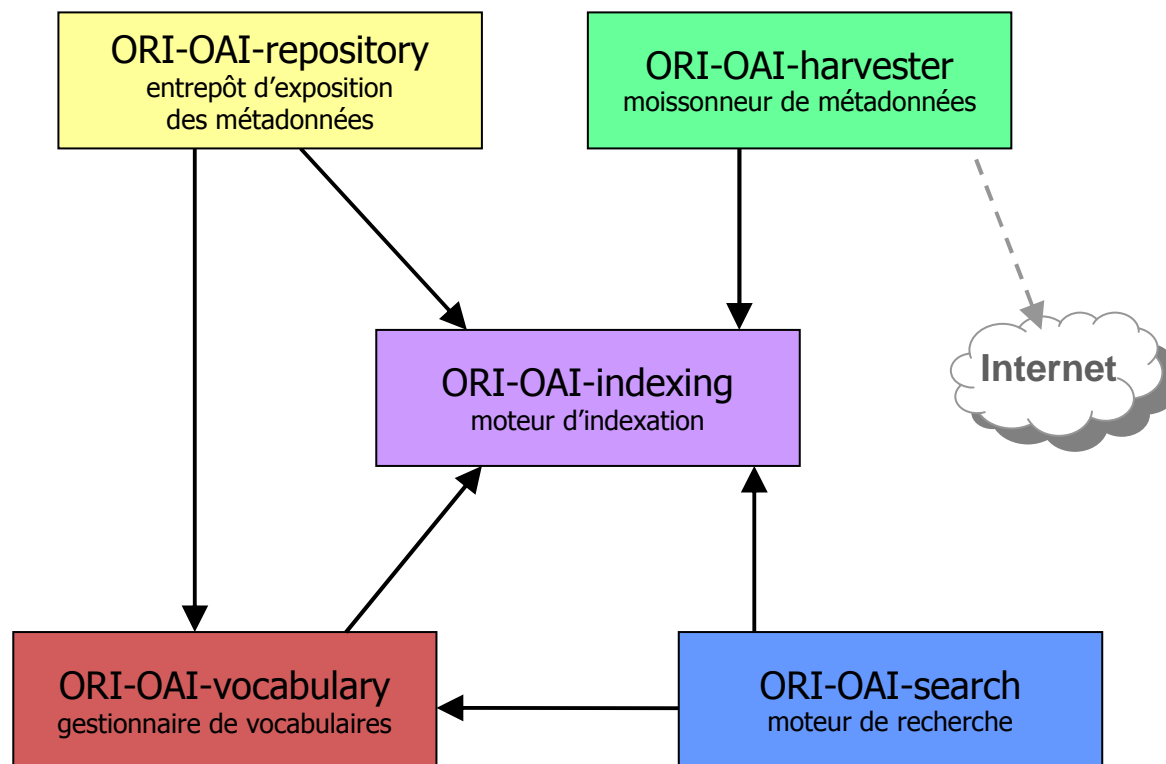 ORI-OAI-repository
entrepôt d’exposition
des métadonnées
ORI-OAI-harvester
moissonneur de métadonnées
Internet
ORI-OAI-indexing
moteur d’indexation
ORI-OAI-vocabulary
gestionnaire de vocabulaires
ORI-OAI-search
moteur de recherche